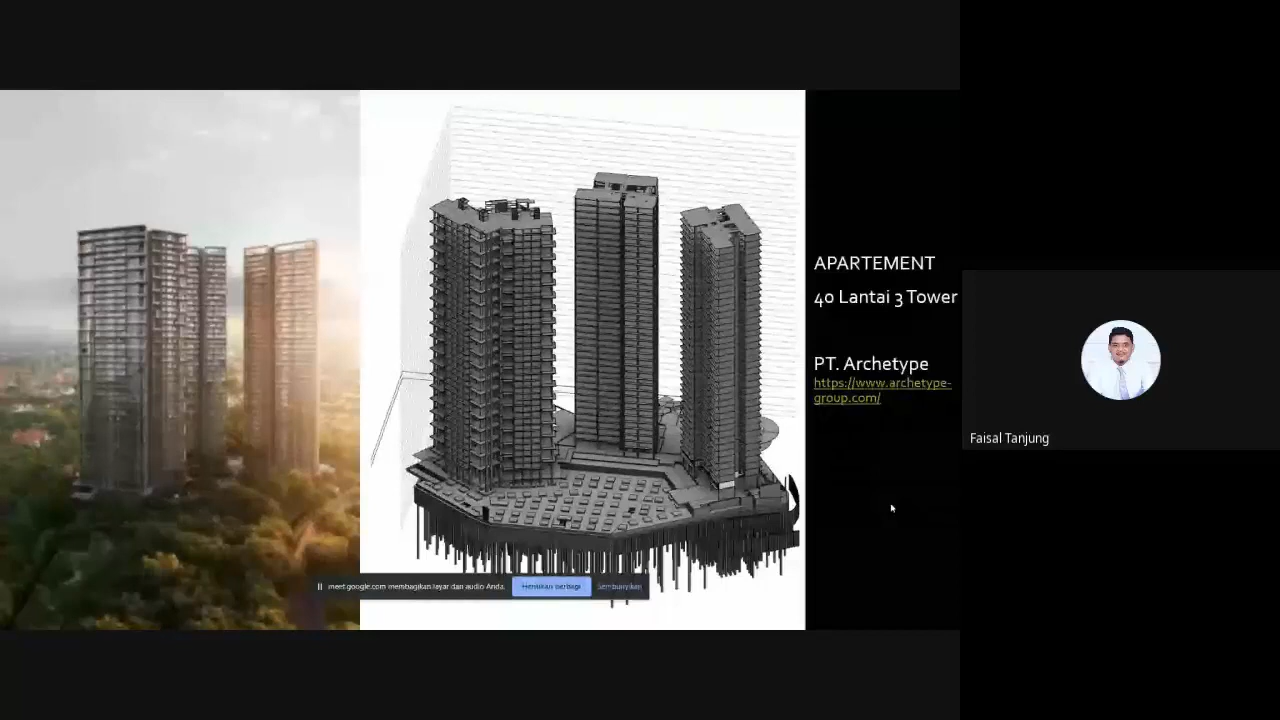 APARTEMENT
40 Lantai 3 Tower
PT. Archetype
https://www.archetype-
group.com/
Faisal Tanjung
meet.google.com membagikan layar dan audio Anda.
Hentikan berbagi
Sembunyikan